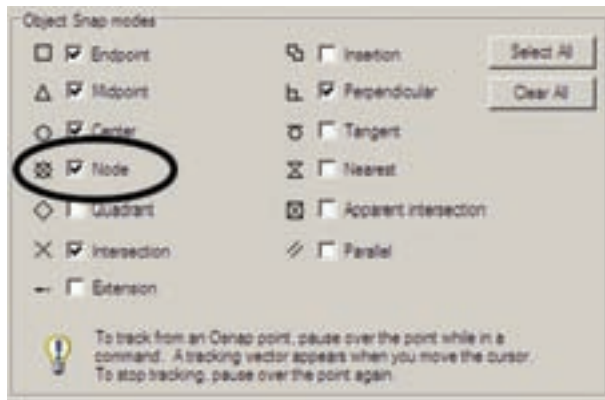 Object Snap modes
Endpoint
Midpoint
Center
Node
Quadrant
Intersection
Extension
Insertion
Perpendicular
Tangent
Nearest
Apparent intersection
Parallel
Select All
Clear All
To track from an Osnap point, pause over the point while in a
command. A tracking vector appears when you move the cursor.
To stop tracking, pause over the point again.